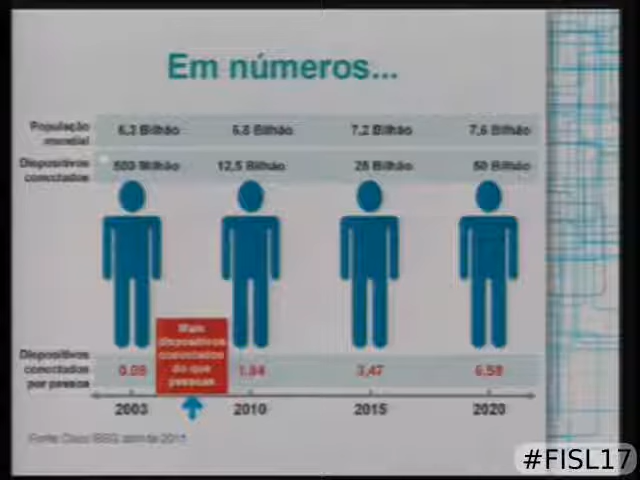 Em números...
População mundial 6,3 Bilhão 6,8 Bilhão 7,2 Bilhão 7,6 Bilhão
Dispositivos conectados 500 Milhão 12,5 Bilhão 25 Bilhão 50 Bilhão
Mais
dispositivos
conectados
do que
pessoas
Dispositivos
conectados
por pessoa
0,08 1,84 3,47 6,58
2003 2010 2015 2020
Fonte: Cisco IBSG, abril de 2011
#FISL17